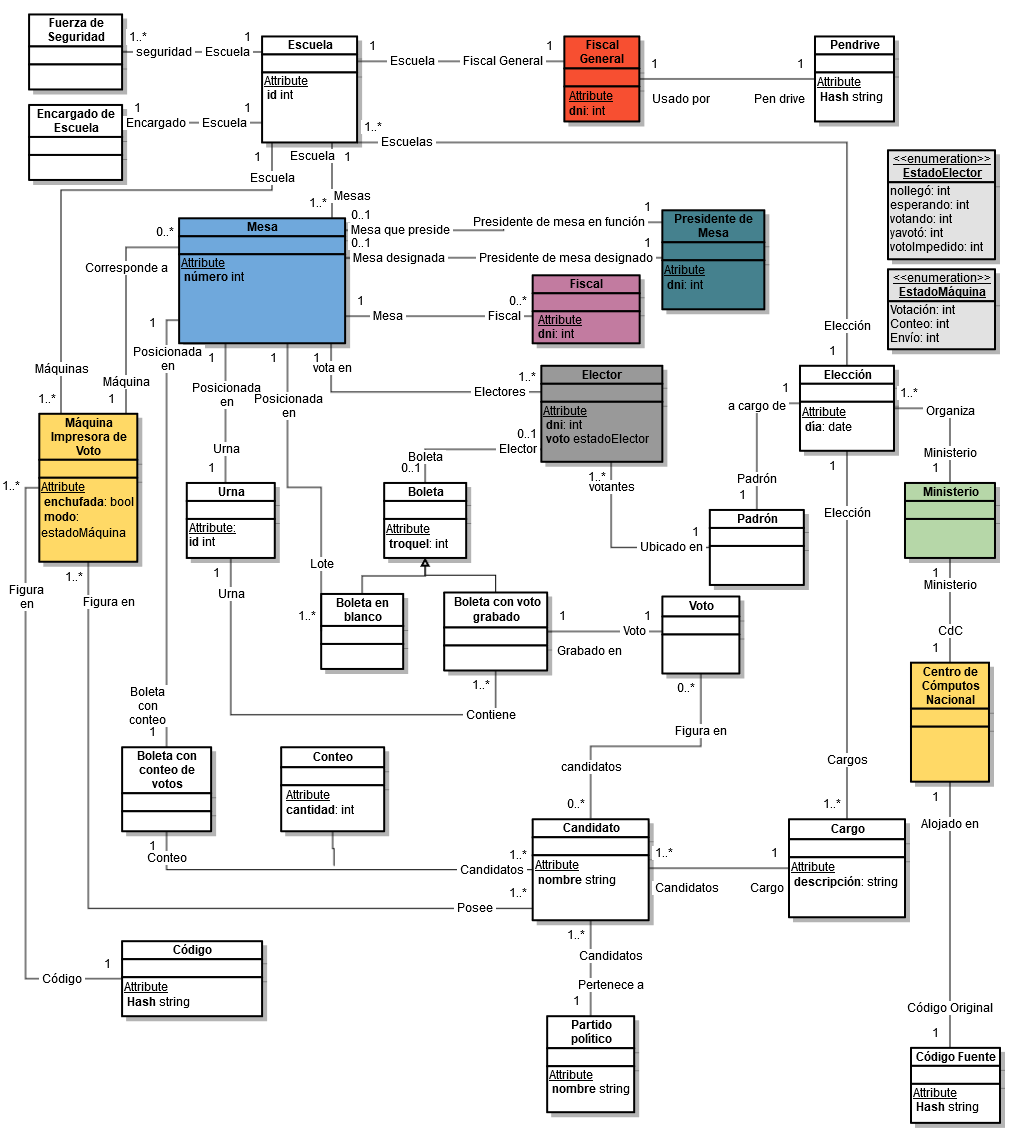 Fuerza de
Seguridad
1..*
seguridad
Escuela
1
Escuela
Attribute
id int
1
Escuela
Fiscal General
1
Fiscal
General
Attribute
dni: int
1
Usado por
1
Pen drive
Pendrive
Attribute
Hash string
Encargado de
Escuela
1
Encargado
Escuela
1
1..*
Escuelas
1
Escuela
Escuela
1
Mesas
1..*
<<enumeration>>
EstadoElector
nollegó: int
esperando: int
votando: int
yavotó: int
votoImpedido: int
<<enumeration>>
EstadoMáquina
Votación: int
Conteo: int
Envío: int
0..*
Corresponde a
Mesa
Attribute
número int
0..1
Mesa que preside
Presidente de mesa en función
1
0..1
Mesa designada
Presidente de mesa designado
1
Presidente de
Mesa
Atribute
dni: int
1
Mesa
Fiscal
0..*
Fiscal
Attribute
dni: int
Elección
1
Máquinas
1..*
Máquina
1
1
Posicionada
en
1
Posicionada
en
1
Posicionada
en
1
vota en
Electores
1..*
Elector
Attribute
dni: int
voto estadoElector
0..1
Elector
Boleta
0..1
1..*
votantes
1
Ubicado en
1
a cargo de
Padrón
1
Padrón
Elección
Attribute
día: date
1..*
Organiza
Ministerio
1
Ministerio
1
Ministerio
CdC
1
Centro de
Cómputos
Nacional
1
Elección
Máquina
Impresora de
Voto
Attribute
enchufada: bool
modo:
estadoMáquina
1..*
Figura
en
1..*
Figura en
Urna
1
Urna
Attribute:
id int
1
Urna
Lote
1..*
Boleta
Attribute
troquel: int
Boleta en
blanco
Boleta con voto
grabado
1
Voto
1
Grabado en
Voto
1..*
Contiene
0..*
Figura en
candidatos
0..*
Boleta
con
conteo
1
Boleta con
conteo de
votos
1
Conteo
Conteo
Attribute
cantidad: int
1..*
Candidatos
1..*
Posee
Candidato
Attribute
nombre string
1..*
Candidatos
1
Cargo
Cargos
1..*
Cargo
Attribute
descripción: string
1
Alojado en
Código Original
1
Código Fuente
Attribute
Hash string
Código
1
Código
Attribute
Hash string
1..*
Candidatos
Pertenece a
1
Partido
político
Attribute
nombre string